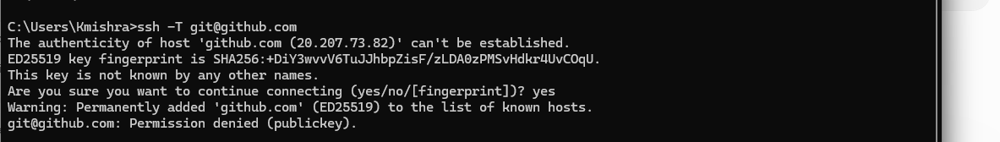 C:\Users\Kmishra>ssh -T git@github.com
The authenticity of host 'github.com (20.207.73.82)' can't be established.
ED25519 key fingerprint is SHA256:+DiY3wvvV6TuJJhbpZisF/zLDA0zPMSvHdkr4UvCOqU.
This key is not known by any other names.
Are you sure you want to continue connecting (yes/no/[fingerprint])? yes
Warning: Permanently added 'github.com' (ED25519) to the list of known hosts.
git@github.com: Permission denied (publickey).